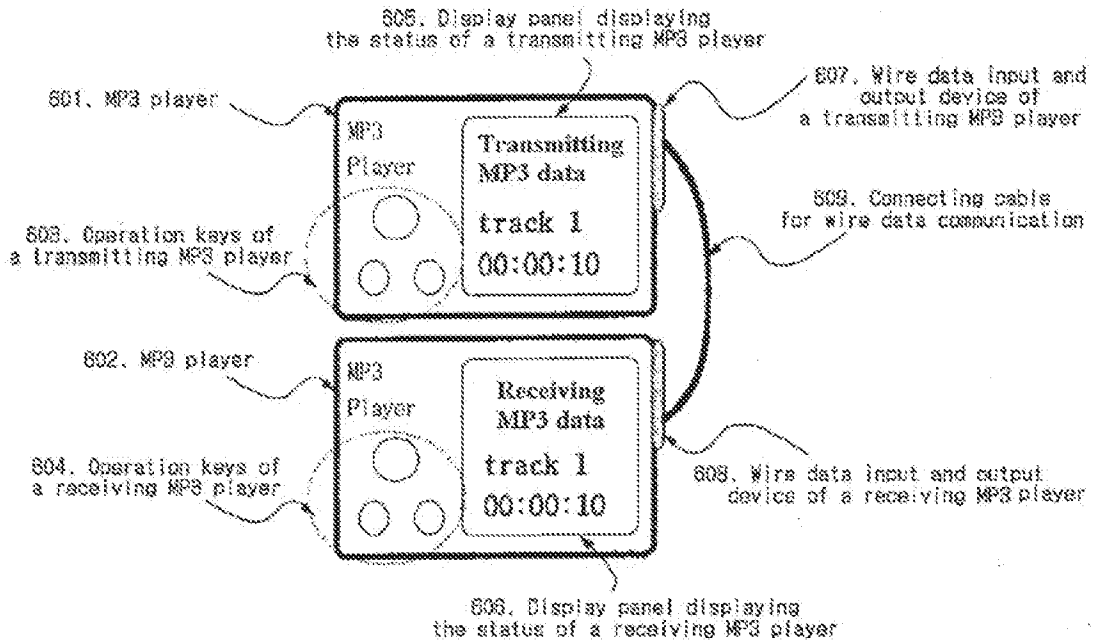 605. Display panel displaying
the status of a transmitting MP3 player
601. MP3 player
607. Wire data input and
output device of
a transmitting MP3 player
MP3
Player
Transmitting
MP3 data
track 1
00:00:10
609. Connecting cable
for wire data communication
603. Operation keys of
a transmitting MP3 player
602. MP3 player
MP3
Player
Receiving
MP3 data
track 1
00:00:10
604. Operation keys of
a receiving MP3 player
608. Wire data input and output
device of a receiving MP3 player
606. Display panel displaying
the status of a receiving MP3 player